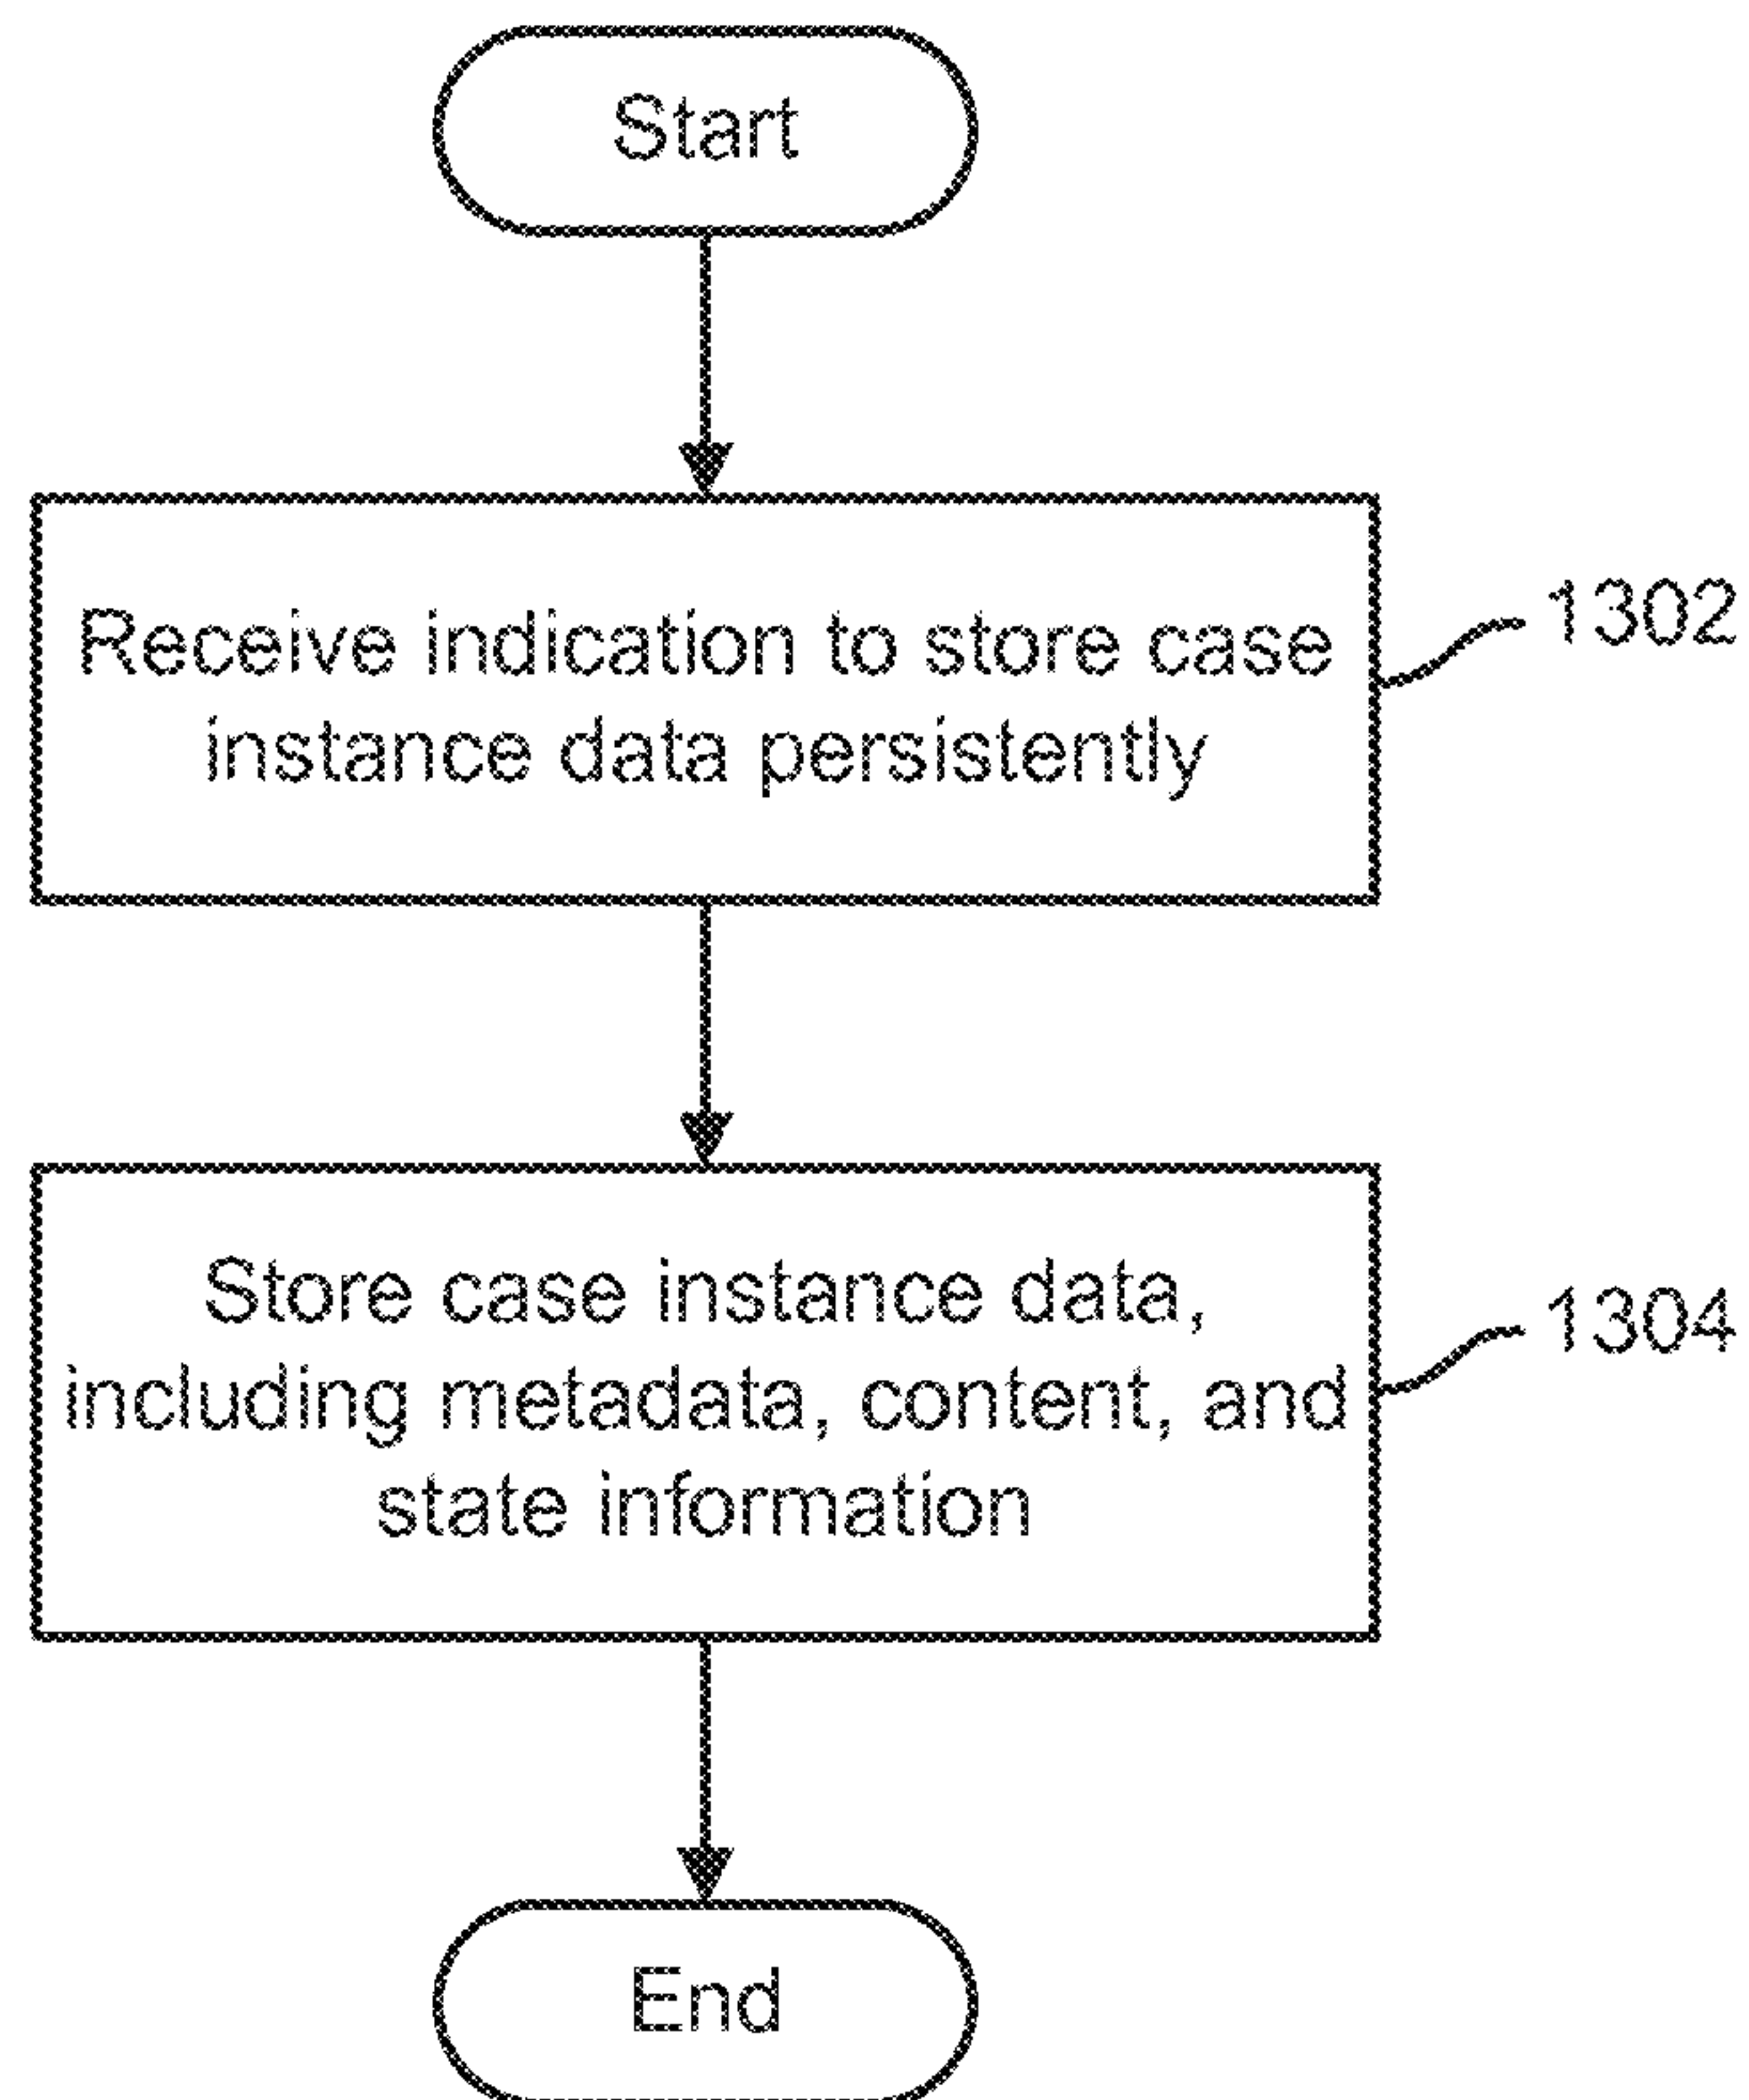 Start
Receive indication to store case
instance data persistently
1302
Store case instance data,
including metadata, content, and
state information
1304
End